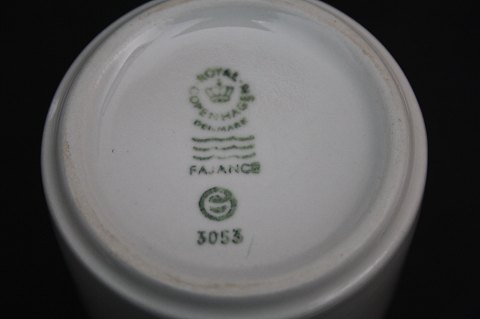 ROYAL
COPENHAGEN
DENMARK
FAJANCE
3053